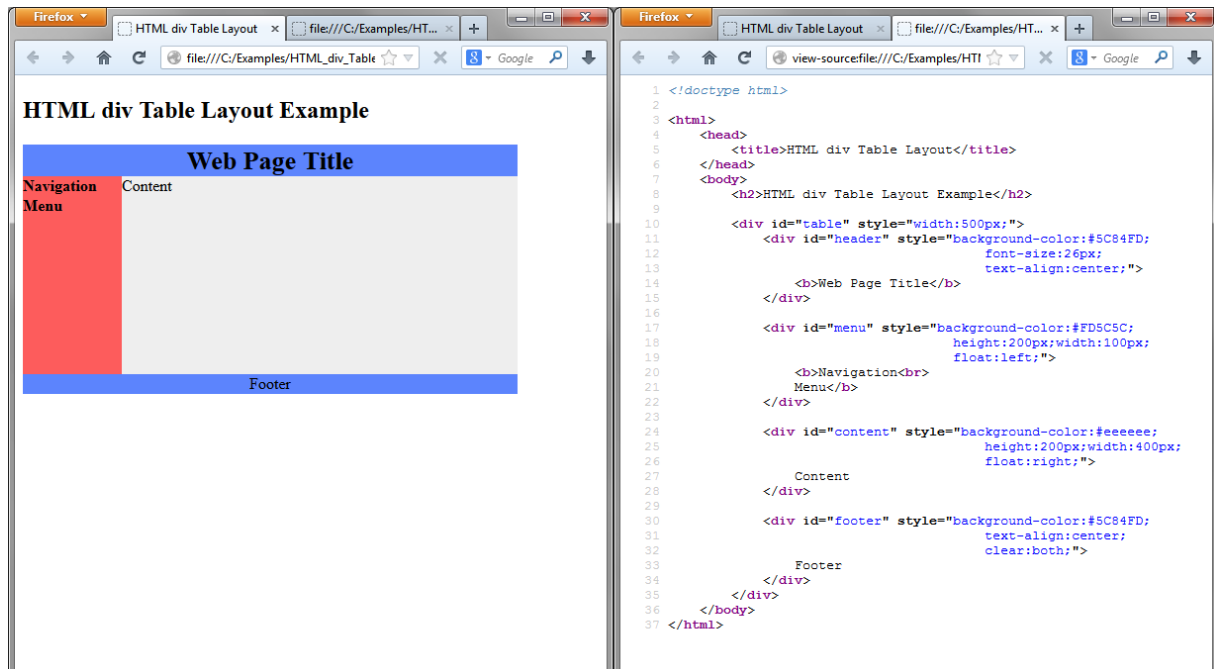 Firefox
HTML div Table Layout × file:///C:/Examples/HT... × +
file:///C:/Examples/HTML_div_Table 8 Google
HTML div Table Layout Example
Web Page Title
Navigation
Menu
Content
Footer
Firefox
HTML div Table Layout × file:///C:/Examples/HT... × +
view-source:file:///C:/Examples/HTI 8 Google
1 <!doctype html>
2
3 <html>
4 <head>
5 <title>HTML div Table Layout</title>
6 </head>
7 <body>
8 <h2>HTML div Table Layout Example</h2>
9
10 <div id="table" style="width:500px;">
11 <div id="header" style="background-color:#5C84FD;
12 font-size:26px;
13 text-align:center;">
14 <b>Web Page Title</b>
15 </div>
16
17 <div id="menu" style="background-color:#FD5C5C;
18 height:200px;width:100px;
19 float:left;">
20 <b>Navigation<br>
21 Menu</b>
22 </div>
23
24 <div id="content" style="background-color:#eeeeee;
25 height:200px;width:400px;
26 float:right;">
27 Content
28 </div>
29
30 <div id="footer" style="background-color:#5C84FD;
31 text-align:center;
32 clear:both;">
33 Footer
34 </div>
35 </div>
36 </body>
37 </html>